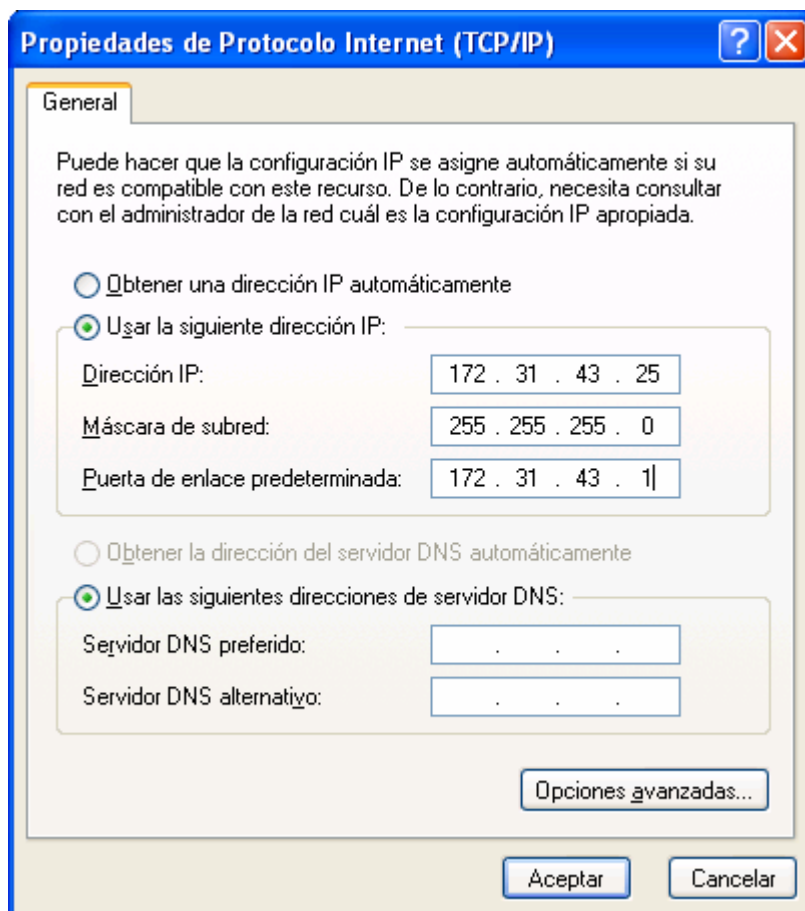 Propiedades de Protocolo Internet (TCP/IP)
General
Puede hacer que la configuración IP se asigne automáticamente si su
red es compatible con este recurso. De lo contrario, necesita consultar
con el administrador de la red cuál es la configuración IP apropiada.
Obtener una dirección IP automáticamente
Usar la siguiente dirección IP:
Dirección IP: 172 . 31 . 43 . 25
Máscara de subred: 255 . 255 . 255 . 0
Puerta de enlace predeterminada: 172 . 31 . 43 . 1
Obtener la dirección del servidor DNS automáticamente
Usar las siguientes direcciones de servidor DNS:
Servidor DNS preferido: . . .
Servidor DNS alternativo: . . .
Opciones avanzadas...
Aceptar Cancelar